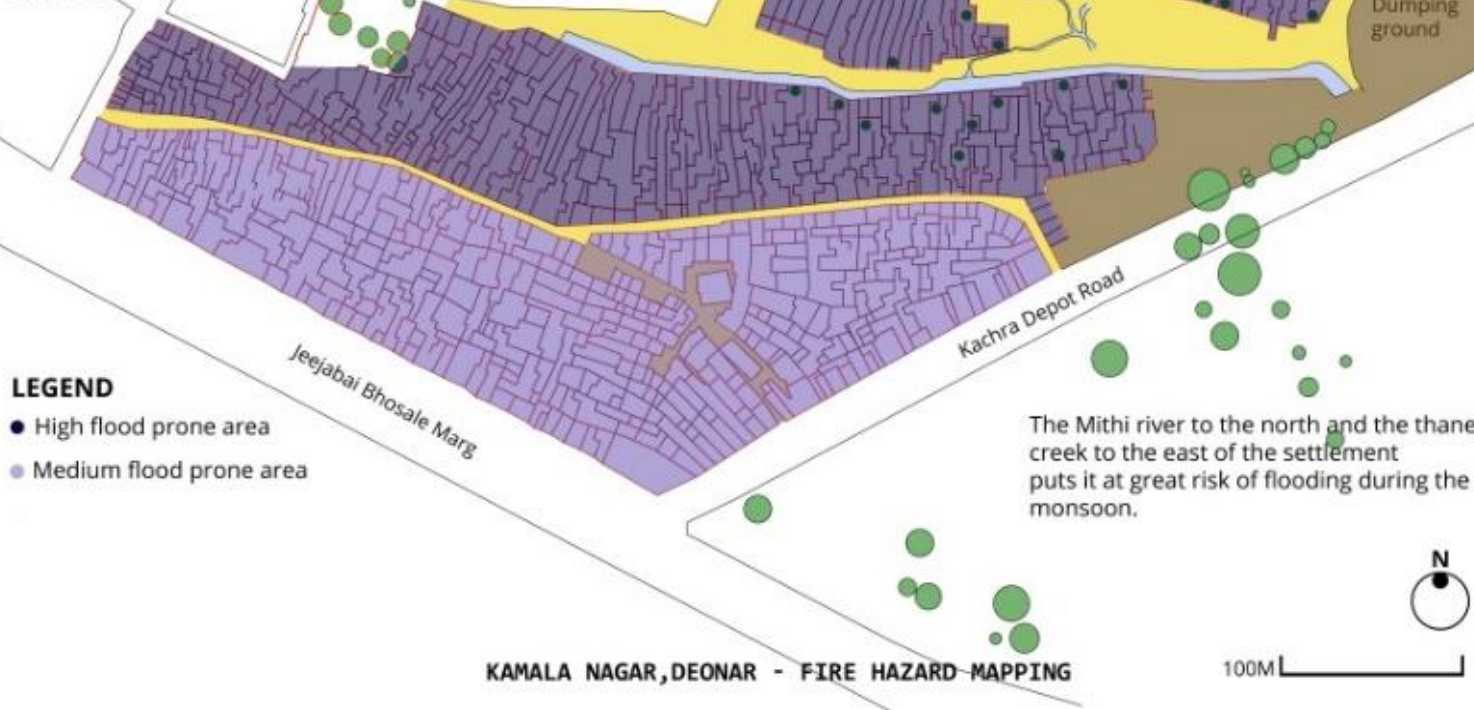 Dumping
ground
Kachra Depot Road
Jeejabai Bhosale Marg
LEGEND
High flood prone area
Medium flood prone area
The Mithi river to the north and the thane
creek to the east of the settlement
puts it at great risk of flooding during the
monsoon.
N
KAMALA NAGAR,DEONAR - FIRE HAZARD MAPPING
100M